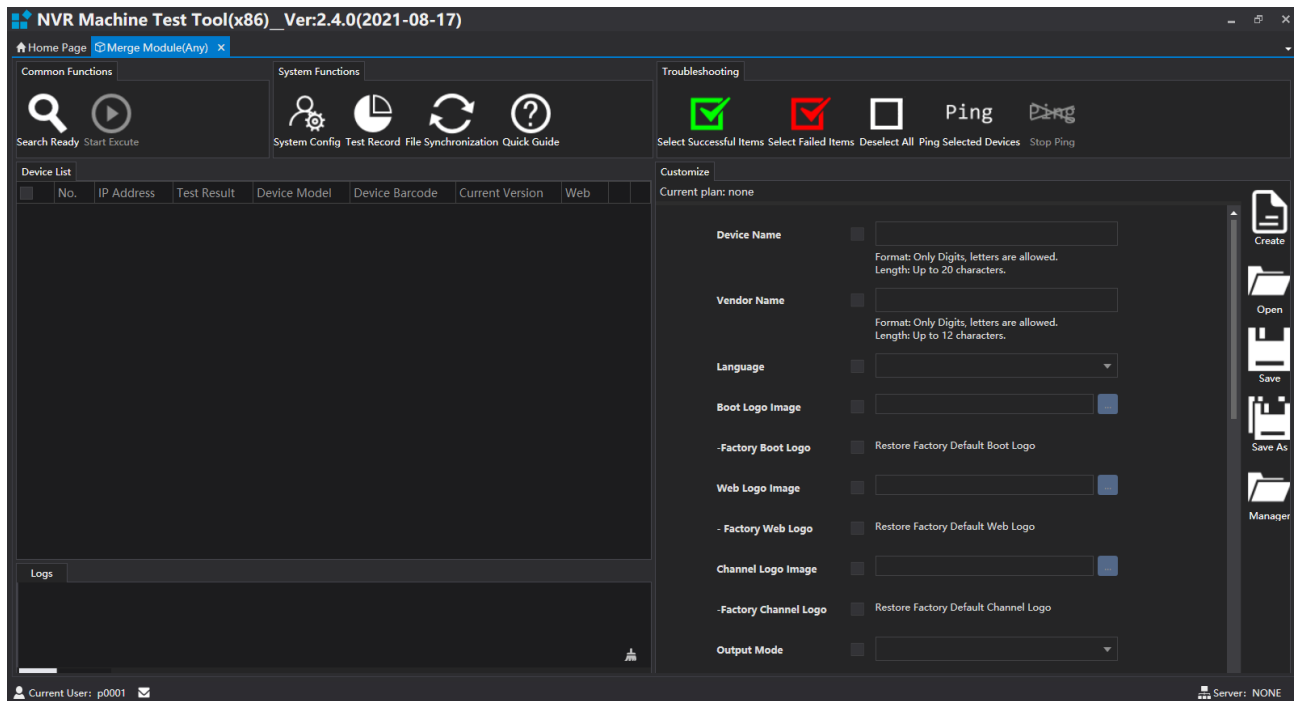 NVR Machine Test Tool(x86)__Ver:2.4.0(2021-08-17)
Home Page Merge Module(Any) ×
Common Functions
Search Ready Start Excute
System Functions
System Config Test Record File Synchronization Quick Guide
Troubleshooting
Ping Ping
Select Successful Items Select Failed Items Deselect All Ping Selected Devices Stop Ping
Device List
No. IP Address Test Result Device Model Device Barcode Current Version Web
Logs
Customize
Current plan: none
Device Name
Format: Only Digits, letters are allowed.
Length: Up to 20 characters.
Vendor Name
Format: Only Digits, letters are allowed.
Length: Up to 12 characters.
Language
Boot Logo Image ...
-Factory Boot Logo Restore Factory Default Boot Logo
Web Logo Image ...
- Factory Web Logo Restore Factory Default Web Logo
Channel Logo Image ...
-Factory Channel Logo Restore Factory Default Channel Logo
Output Mode
Create
Open
Save
Save As
Manager
Current User: p0001
Server: NONE